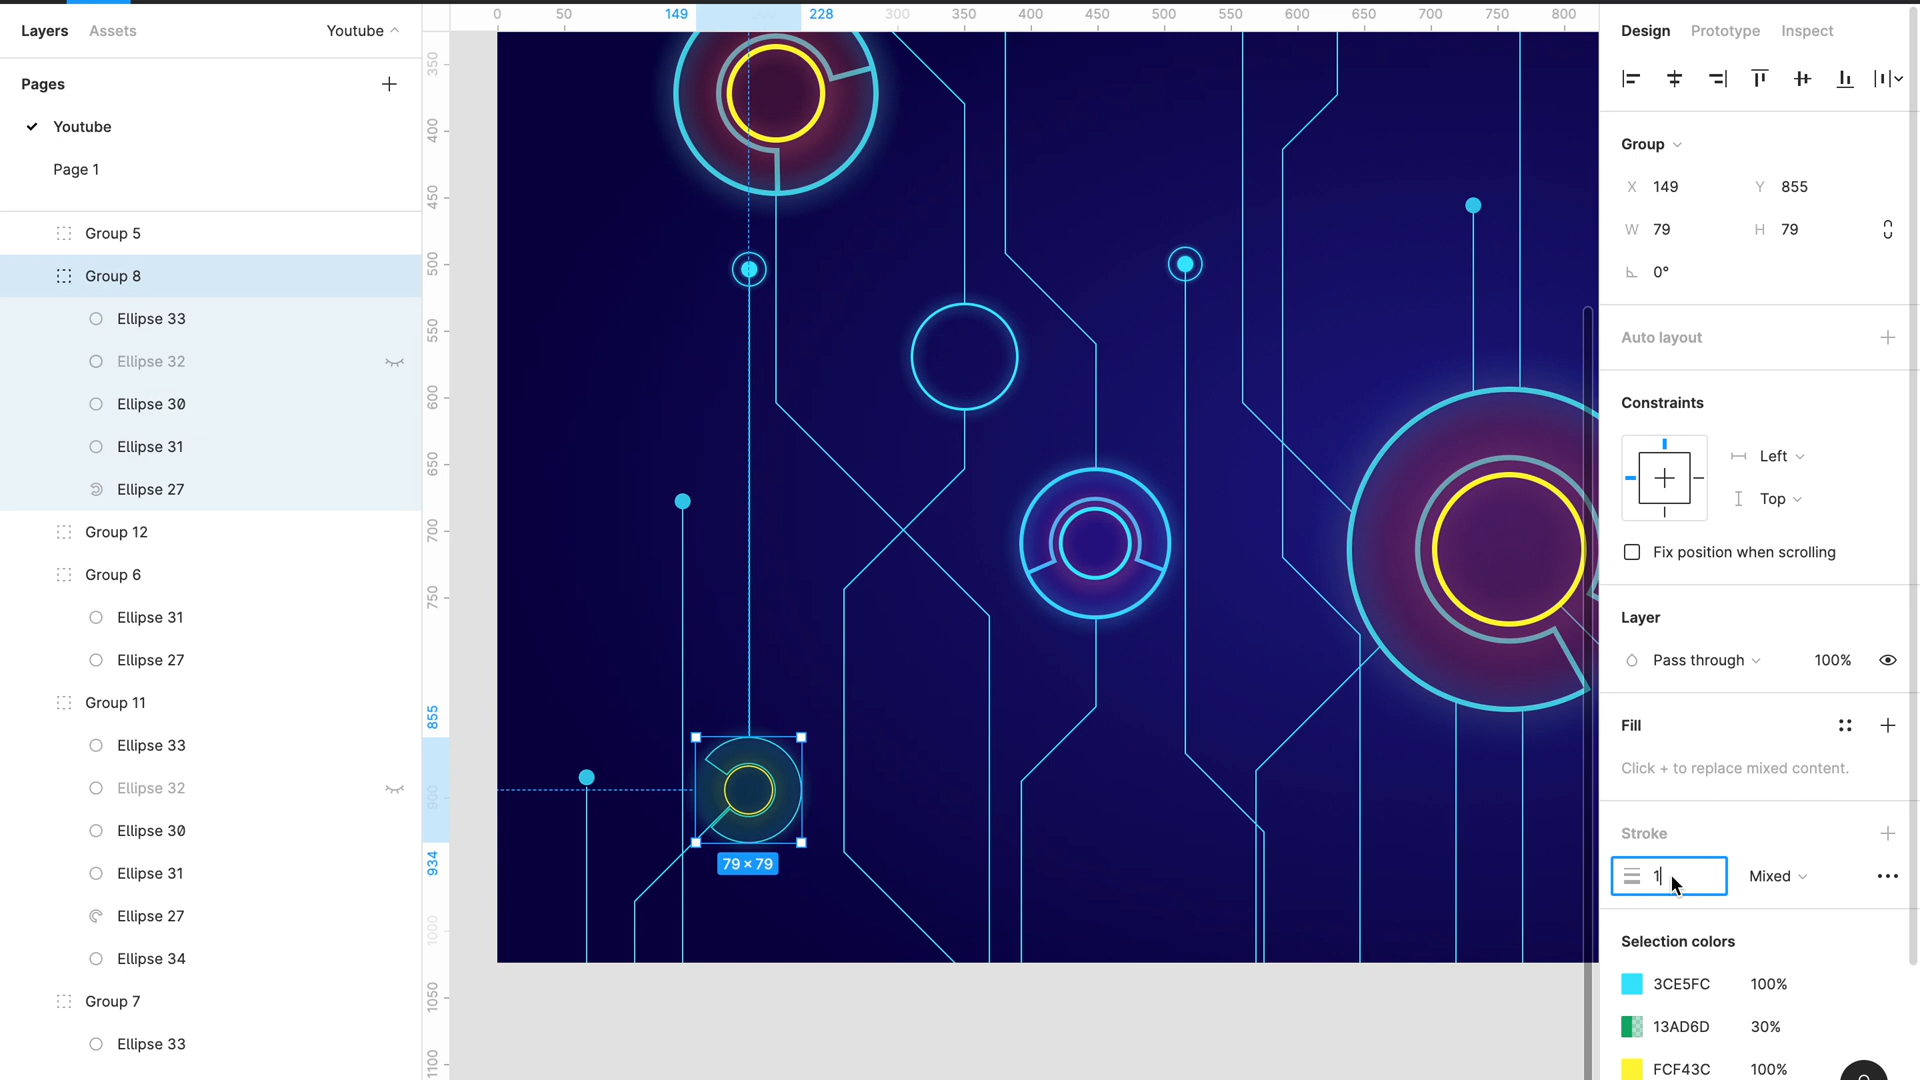 Layers
Assets
Youtube
Pages
Youtube
Page 1
Group 5
Group 8
Ellipse 33
Ellipse 32
Ellipse 30
Ellipse 31
Ellipse 27
Group 12
Group 6
Ellipse 31
Ellipse 27
Group 11
Ellipse 33
Ellipse 32
Ellipse 30
Ellipse 31
Ellipse 27
Ellipse 34
Group 7
Ellipse 33
0 50 149 228 300 350 400 450 500 550 600 650 700 750 800
350
400
450
500
550
600
650
700
750
855
900
934
1000
1050
1100
79 × 79
Design
Prototype
Inspect
Group
X 149 Y 855
W 79 H 79
0°
Auto layout
Constraints
Left
Top
Fix position when scrolling
Layer
Pass through 100%
Fill
Click + to replace mixed content.
Stroke
1
Mixed
Selection colors
3CE5FC 100%
13AD6D 30%
FCF43C 100%